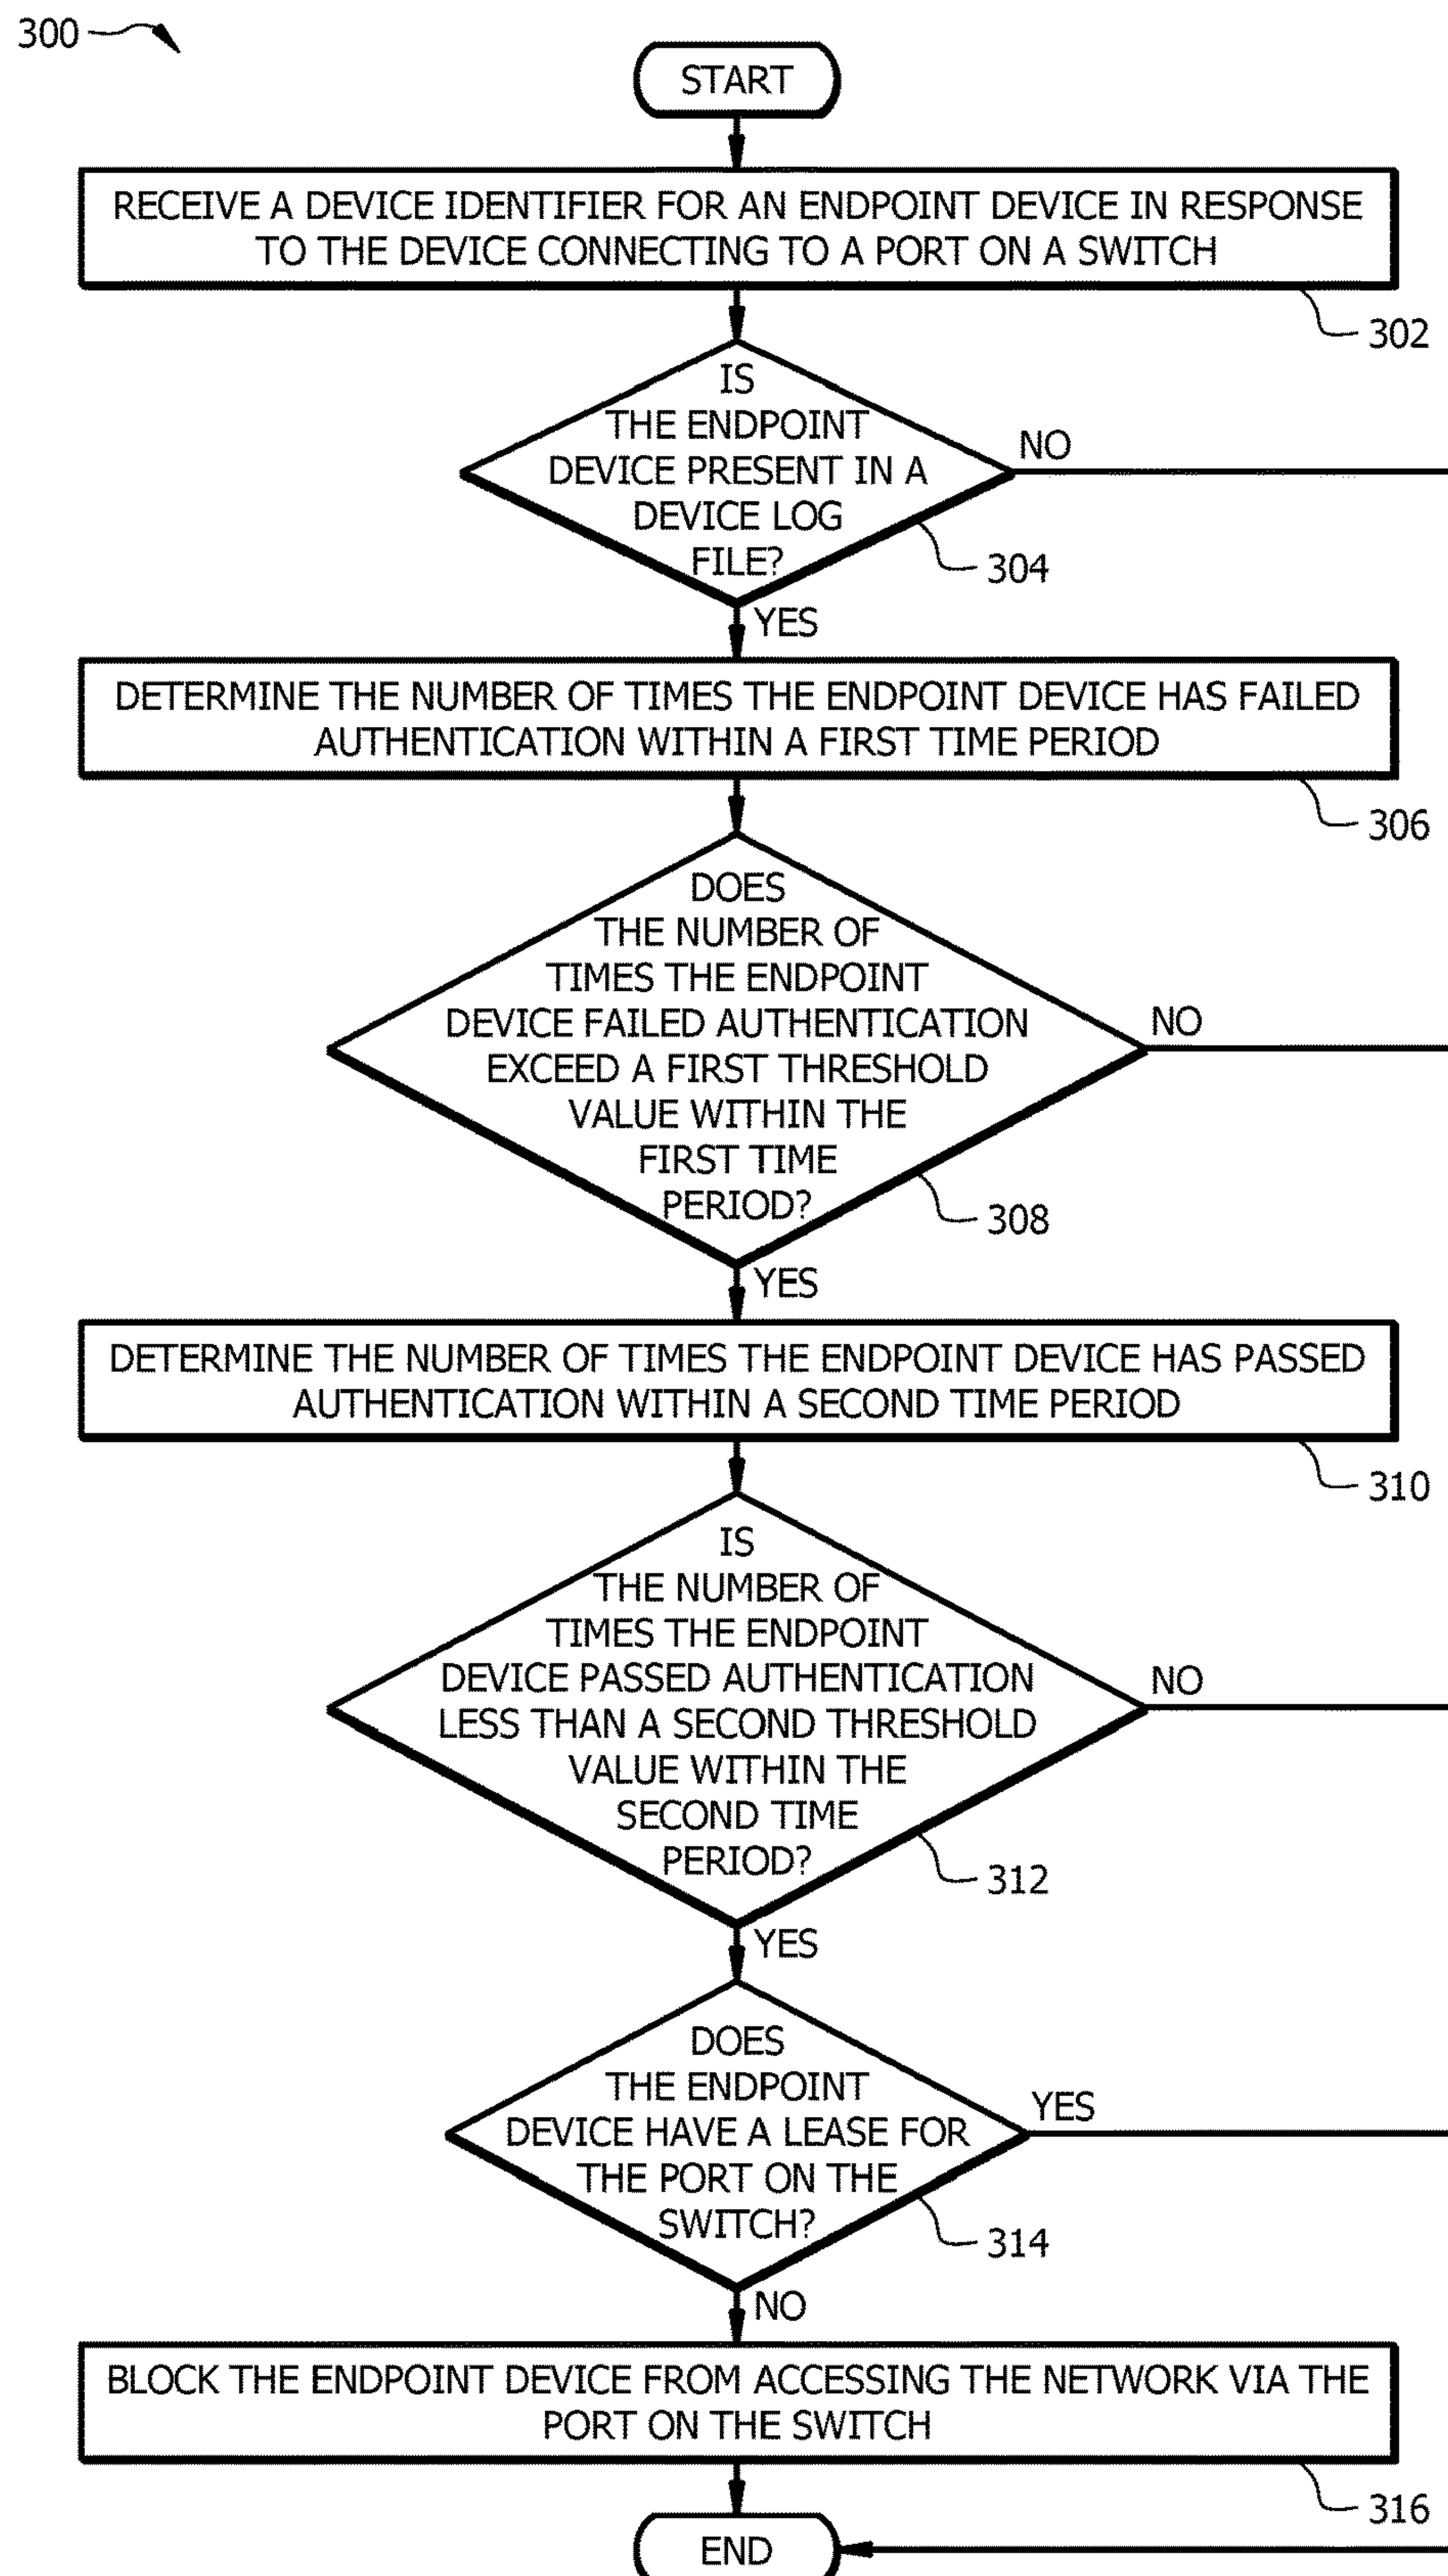 300
START
RECEIVE A DEVICE IDENTIFIER FOR AN ENDPOINT DEVICE IN RESPONSE
TO THE DEVICE CONNECTING TO A PORT ON A SWITCH
302
IS
THE ENDPOINT
DEVICE PRESENT IN A
DEVICE LOG
FILE?
NO
304
YES
DETERMINE THE NUMBER OF TIMES THE ENDPOINT DEVICE HAS FAILED
AUTHENTICATION WITHIN A FIRST TIME PERIOD
306
DOES
THE NUMBER OF
TIMES THE ENDPOINT
DEVICE FAILED AUTHENTICATION
EXCEED A FIRST THRESHOLD
VALUE WITHIN THE
FIRST TIME
PERIOD?
NO
308
YES
DETERMINE THE NUMBER OF TIMES THE ENDPOINT DEVICE HAS PASSED
AUTHENTICATION WITHIN A SECOND TIME PERIOD
310
IS
THE NUMBER OF
TIMES THE ENDPOINT
DEVICE PASSED AUTHENTICATION
LESS THAN A SECOND THRESHOLD
VALUE WITHIN THE
SECOND TIME
PERIOD?
NO
312
YES
DOES
THE ENDPOINT
DEVICE HAVE A LEASE FOR
THE PORT ON THE
SWITCH?
YES
314
NO
BLOCK THE ENDPOINT DEVICE FROM ACCESSING THE NETWORK VIA THE
PORT ON THE SWITCH
316
END